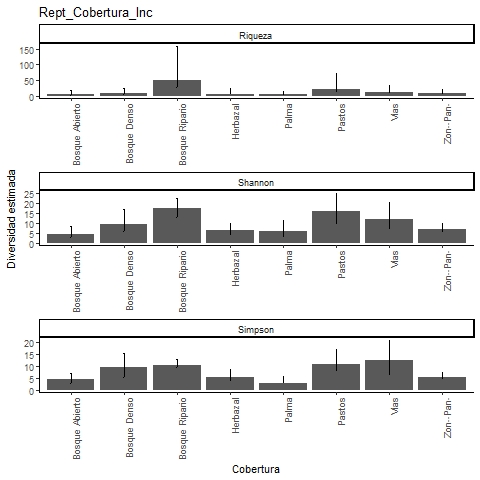 Rept_Cobertura_Inc
Riqueza
150
100
50
0
Bosque Abierto
Bosque Denso
Bosque Ripario
Herbazal
Palma
Pastos
Vias
Zon--Pan-
Diversidad estimada
Shannon
25
20
15
10
5
0
Bosque Abierto
Bosque Denso
Bosque Ripario
Herbazal
Palma
Pastos
Vias
Zon--Pan-
Simpson
20
15
10
5
0
Bosque Abierto
Bosque Denso
Bosque Ripario
Herbazal
Palma
Pastos
Vias
Zon--Pan-
Cobertura